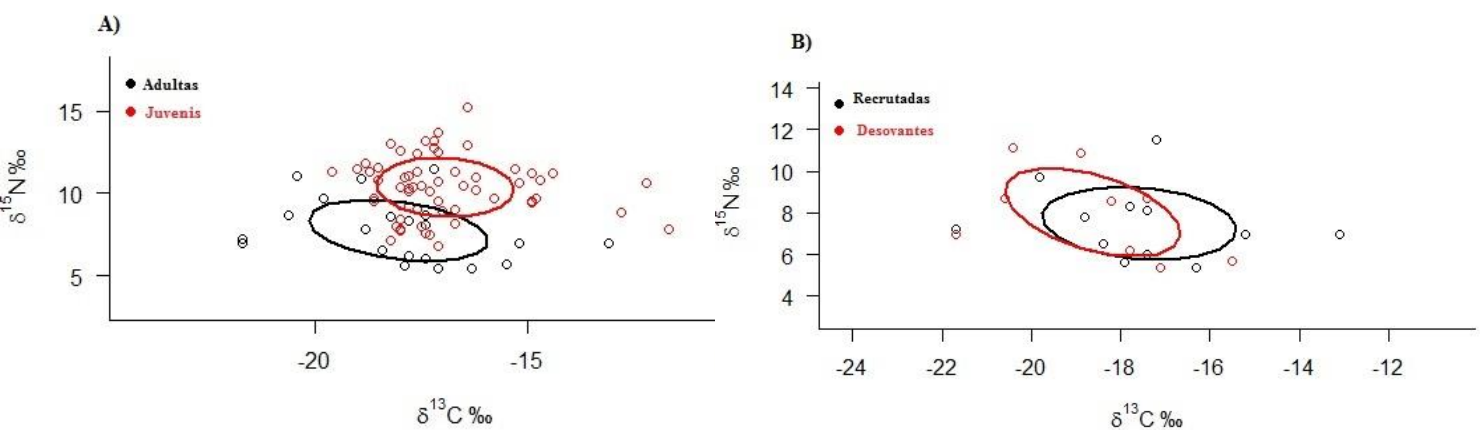 A)
Adultas
Juvenis
15
10
5
δ15N ‰
-20
-15
δ13C ‰
B)
Recrutadas
Desovantes
14
12
10
8
6
4
δ15N ‰
-24
-22
-20
-18
-16
-14
-12
δ13C ‰